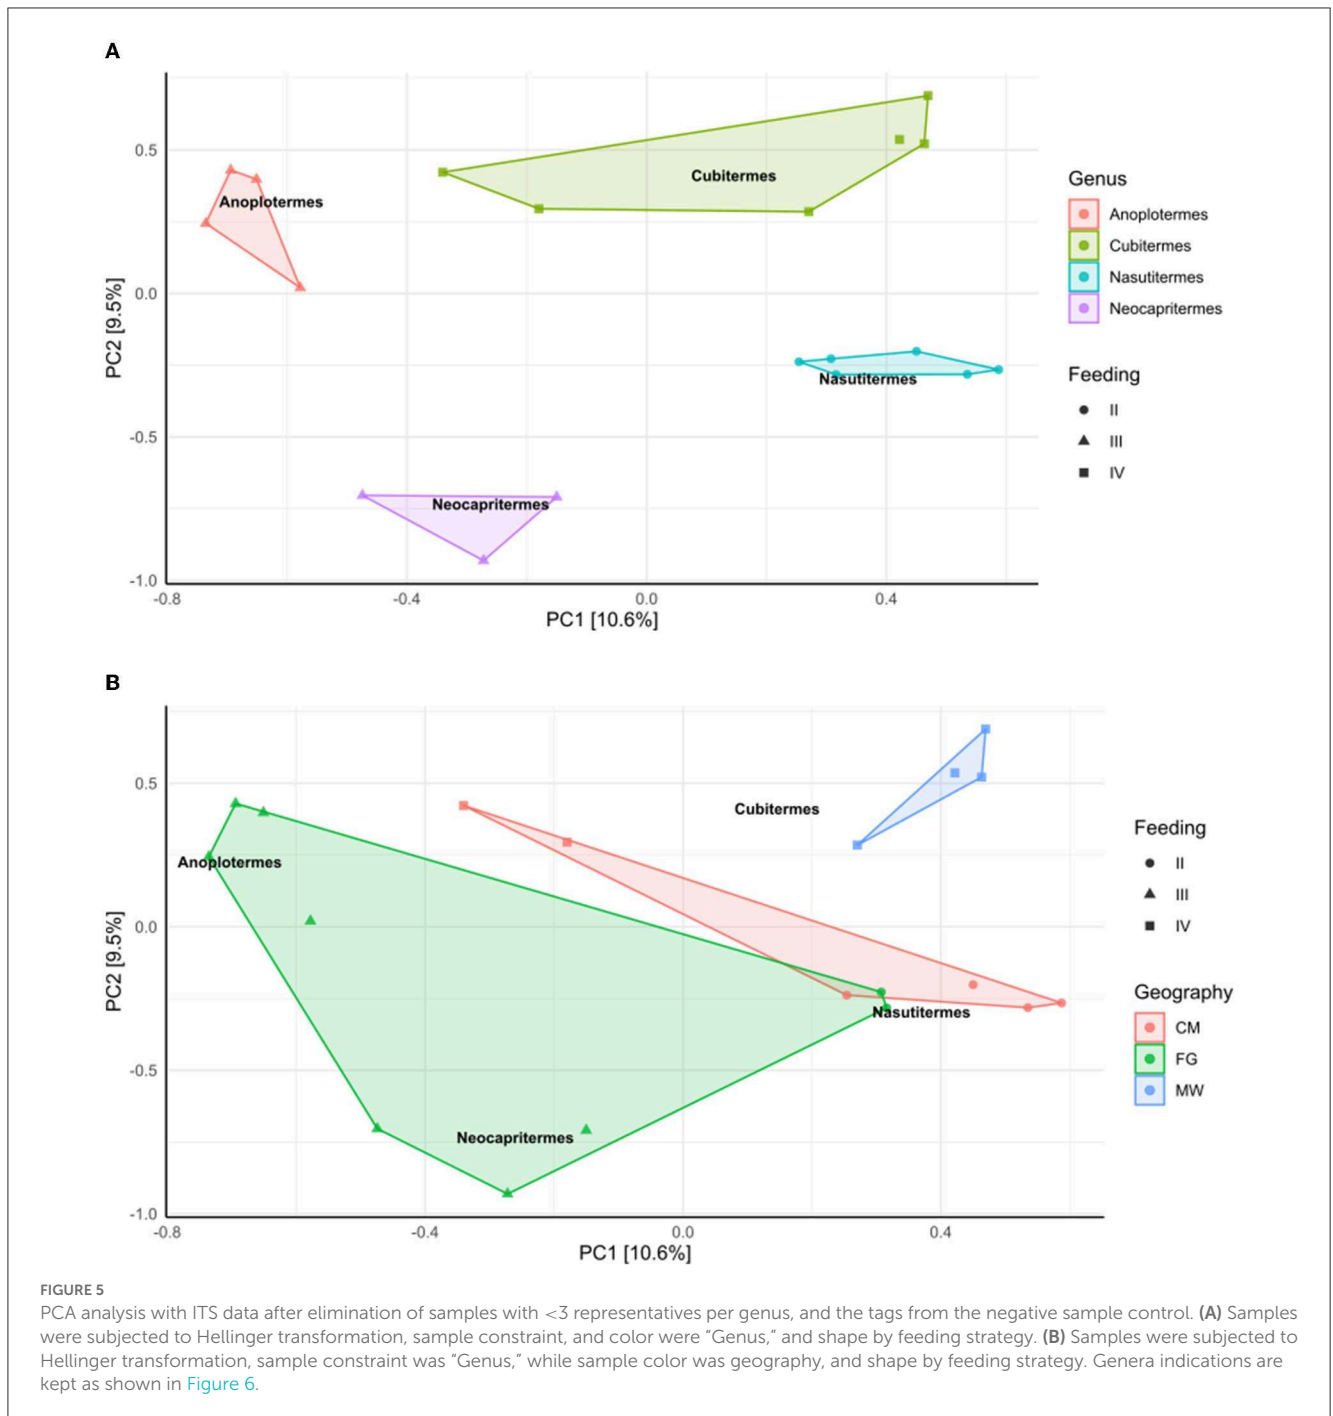 A
0.5
0.0
-0.5
-1.0
PC2 [9.5%]
Anoplotermes
Cubitermes
Nasutitermes
Neocapritermes
-0.8
-0.4
0.0
0.4
PC1 [10.6%]
Genus
Anoplotermes
Cubitermes
Nasutitermes
Neocapritermes
Feeding
II
III
IV
B
0.5
0.0
-0.5
-1.0
PC2 [9.5%]
Cubitermes
Anoplotermes
Nasutitermes
Neocapritermes
-0.8
-0.4
0.0
0.4
PC1 [10.6%]
Feeding
II
III
IV
Geography
CM
FG
MW
FIGURE 5
PCA analysis with ITS data after elimination of samples with <3 representatives per genus, and the tags from the negative sample control. (A) Samples
were subjected to Hellinger transformation, sample constraint, and color were “Genus,” and shape by feeding strategy. (B) Samples were subjected to
Hellinger transformation, sample constraint was “Genus,” while sample color was geography, and shape by feeding strategy. Genera indications are
kept as shown in Figure 6.